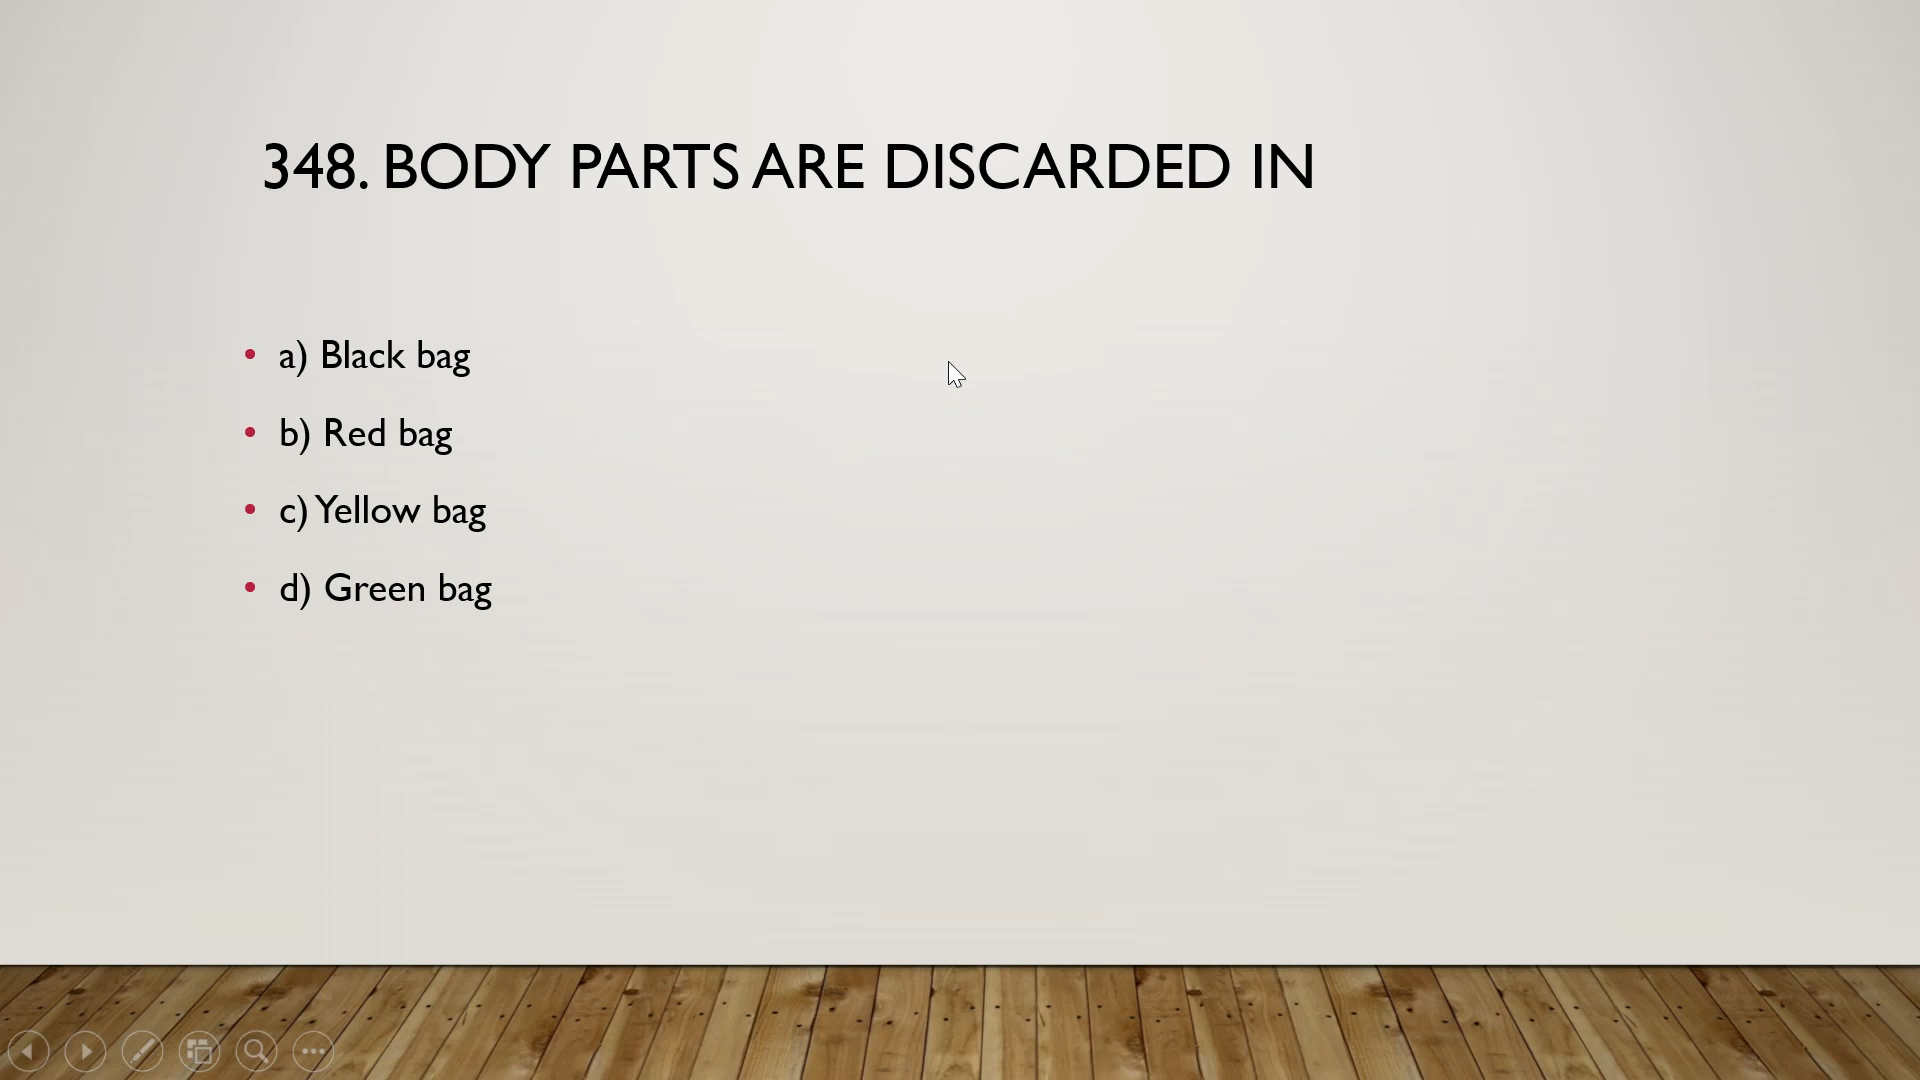 348. BODY PARTS ARE DISCARDED IN
• a) Black bag
• b) Red bag
• c) Yellow bag
• d) Green bag